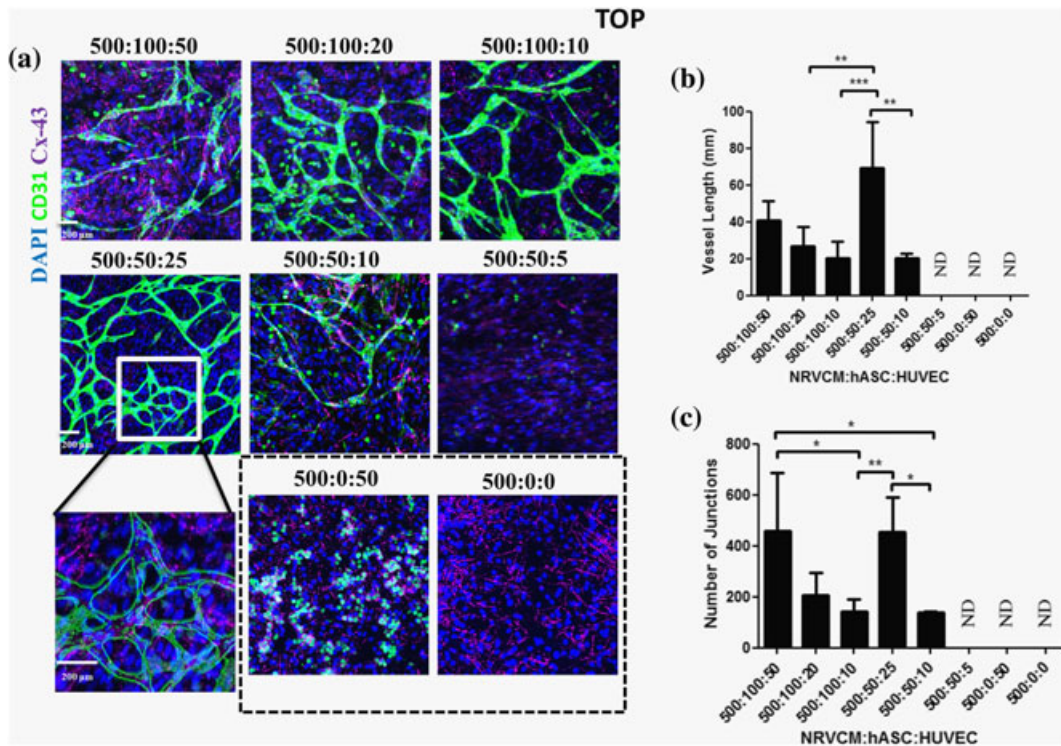 TOP
(a)
DAPI CD31 Cx-43
500:100:50
500:100:20
500:100:10
200 µm
500:50:25
500:50:10
500:50:5
200 µm
500:0:50
500:0:0
200 µm
(b)
Vessel Length (mm)
100
80
60
40
20
0
**
***
**
ND
ND
ND
500:100:50
500:100:20
500:100:10
500:50:25
500:50:10
500:50:5
500:0:50
500:0:0
NRVCM:hASC:HUVEC
(c)
Number of Junctions
800
600
400
200
0
*
*
**
*
ND
ND
ND
500:100:50
500:100:20
500:100:10
500:50:25
500:50:10
500:50:5
500:0:50
500:0:0
NRVCM:hASC:HUVEC